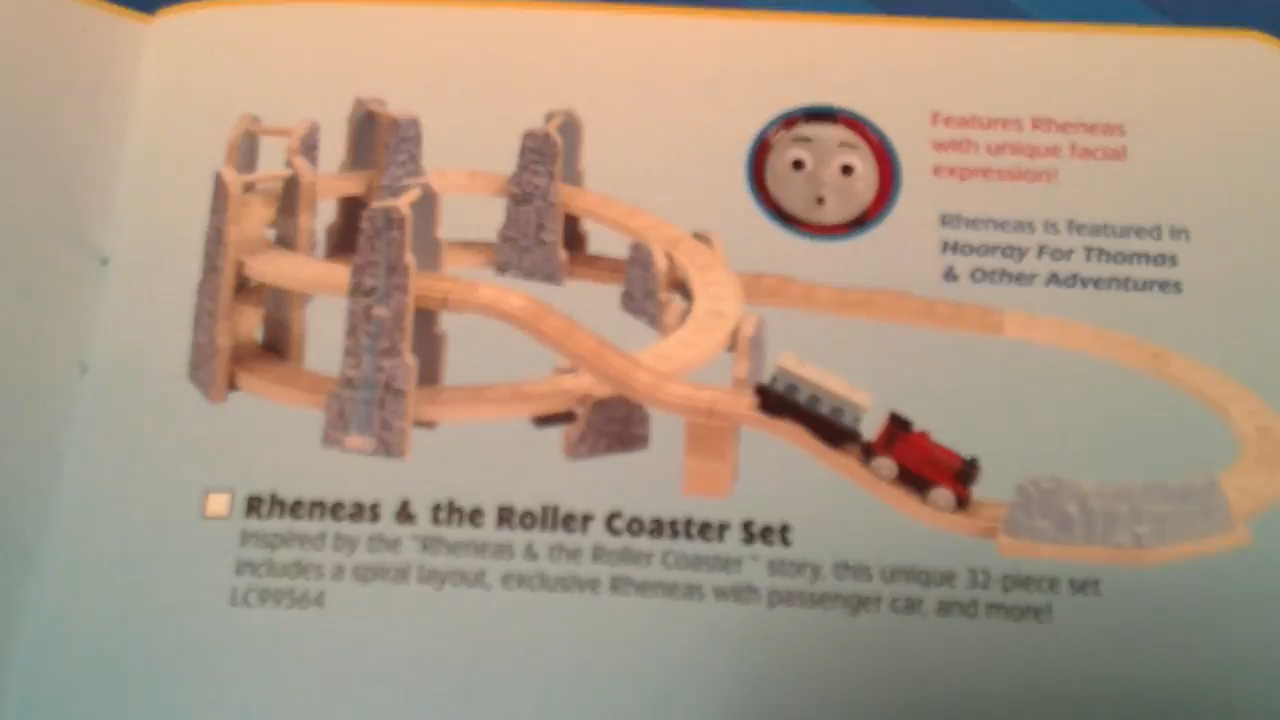 Features Rheneas
with unique facial
expression!
Rheneas is featured in
Hooray For Thomas
& Other Adventures
Rheneas & the Roller Coaster Set
Inspired by the "Rheneas & the Roller Coaster" story, this unique 32-piece set
includes a spiral layout, exclusive Rheneas with passenger car, and more!
LC99564